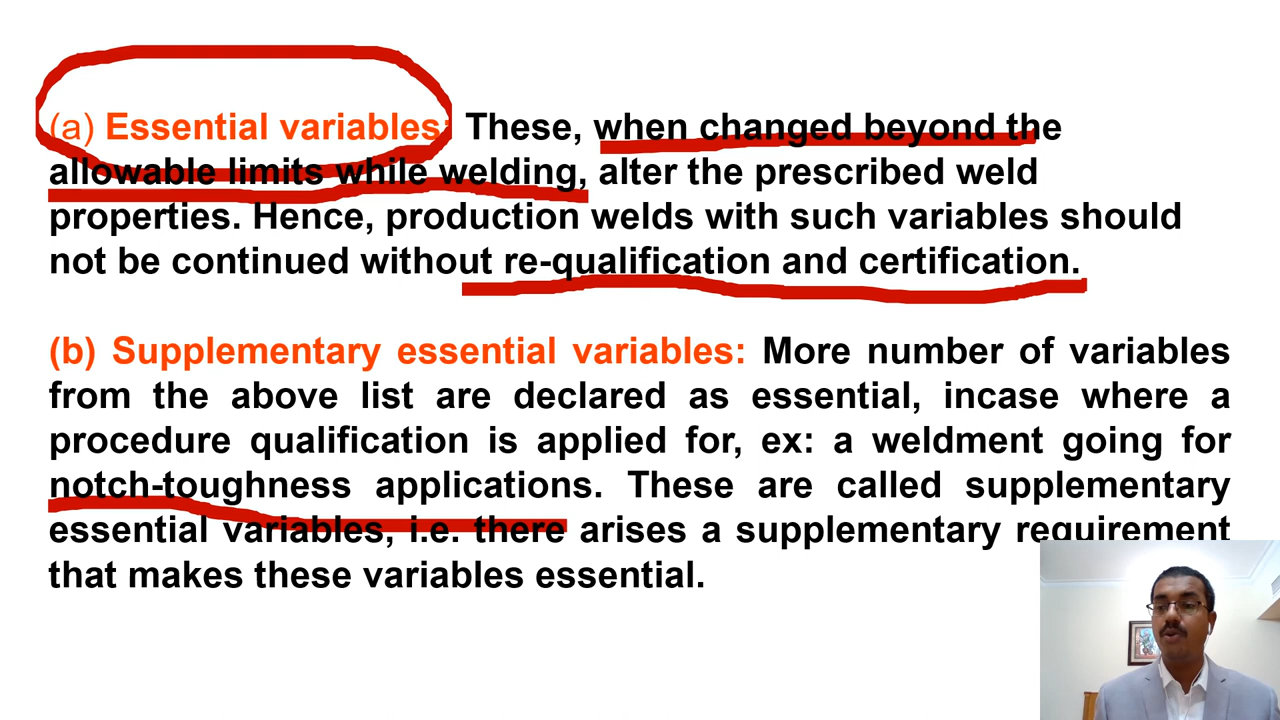 (a) Essential variables: These, when changed beyond the
allowable limits while welding, alter the prescribed weld
properties. Hence, production welds with such variables should
not be continued without re-qualification and certification.
(b) Supplementary essential variables: More number of variables
from the above list are declared as essential, incase where a
procedure qualification is applied for, ex: a weldment going for
notch-toughness applications. These are called supplementary
essential variables, i.e. there arises a supplementary requirement
that makes these variables essential.